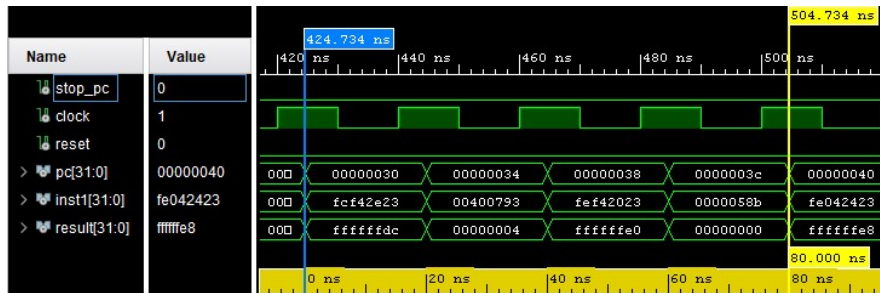 504.734 ns
424.734 ns
Name Value
420 ns 440 ns 460 ns 480 ns 500 ns
stop_pc 0
clock 1
reset 0
> pc[31:0] 00000040 00 00000030 00000034 00000038 0000003c 00000040
> inst1[31:0] fe042423 00 fcf42e23 00400793 fef42023 0000058b fe042423
> result[31:0] ffffffe8 00 ffffffdc 00000004 ffffffe0 00000000 ffffffe8
80.000 ns
0 ns 20 ns 40 ns 60 ns 80 ns